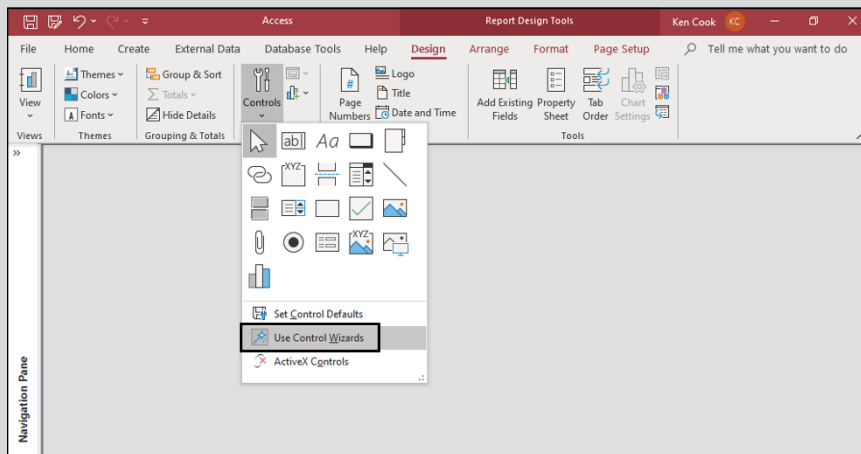 Access
Report Design Tools
Ken Cook KC
File Home Create External Data Database Tools Help Design Arrange Format Page Setup Tell me what you want to do
View
Themes
Colors
A Fonts
Group & Sort
Totals
Hide Details
Controls
# Page Numbers
Logo
Title
Date and Time
Add Existing Fields
Property Sheet
Tab Order
Chart Settings
Views Themes Grouping & Totals Tools
ab Aa
XYZ
XYZ
Set Control Defaults
Use Control Wizards
ActiveX Controls
Navigation Pane